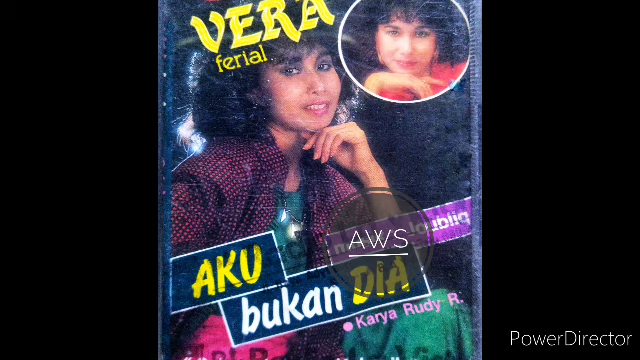 VERA
ferial
AWS
AKU
bukan DIA
Karya Rudy R.
PowerDirector